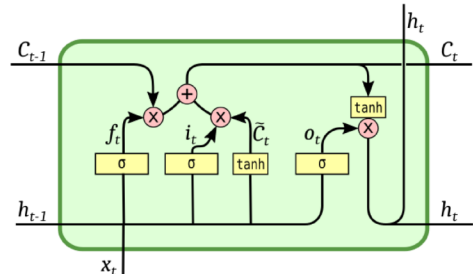 h_t
C_{t-1} C_t
+
x x
tanh
f_t i_t C̃_t o_t x
σ σ tanh σ
h_{t-1} h_t
x_t